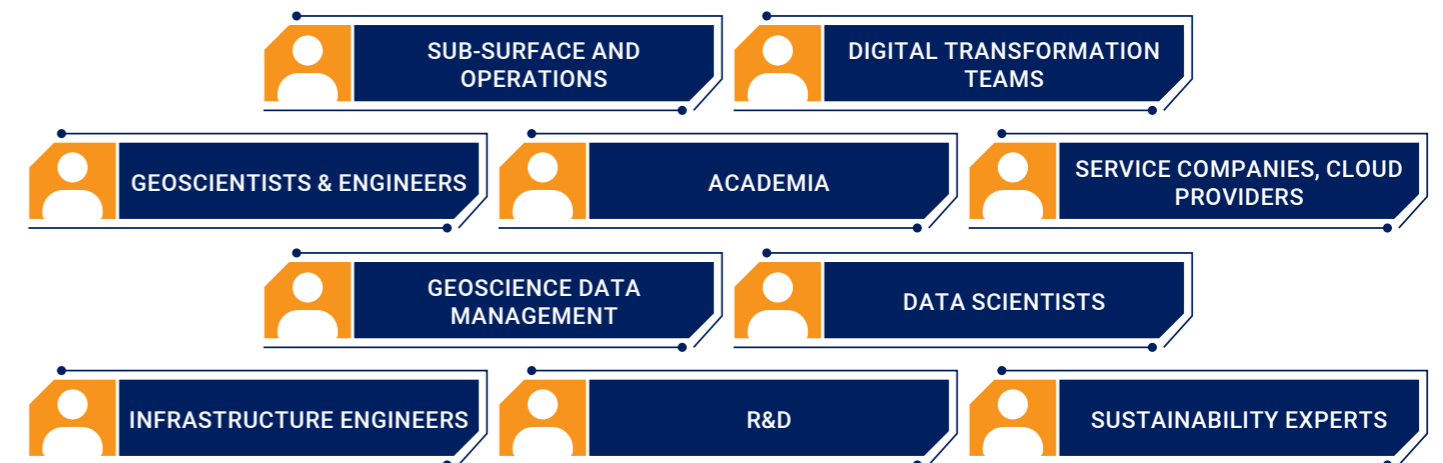 SUB-SURFACE AND
OPERATIONS
DIGITAL TRANSFORMATION
TEAMS
GEOSCIENTISTS & ENGINEERS
ACADEMIA
SERVICE COMPANIES, CLOUD
PROVIDERS
GEOSCIENCE DATA
MANAGEMENT
DATA SCIENTISTS
INFRASTRUCTURE ENGINEERS
R&D
SUSTAINABILITY EXPERTS